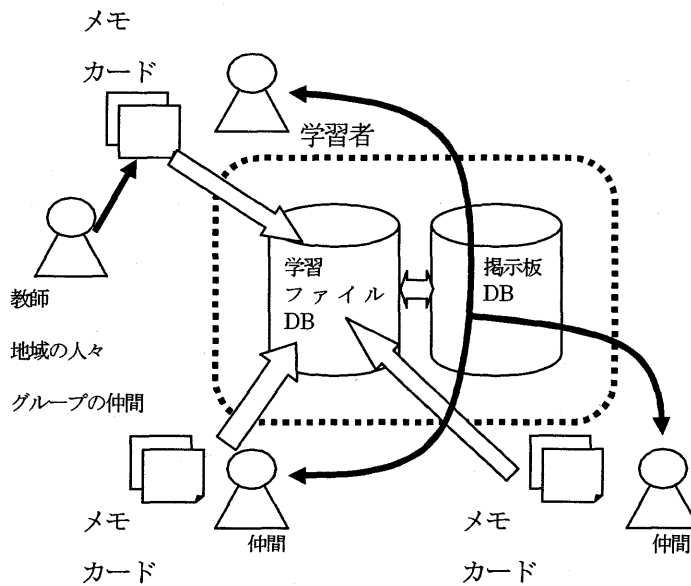 メモ
カード
学習者
学習
ファイル
DB
掲示板
DB
教師
地域の人々
グループの仲間
メモ
カード
仲間
メモ
カード
仲間